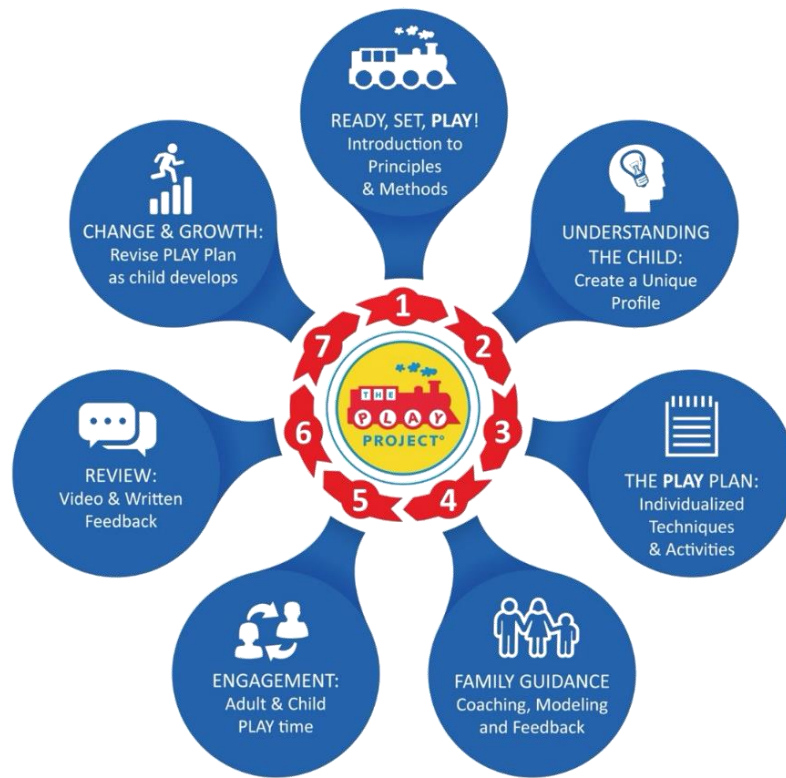 READY, SET, PLAY!
Introduction to
Principles
& Methods
UNDERSTANDING
THE CHILD:
Create a Unique
Profile
THE PLAY PLAN:
Individualized
Techniques
& Activities
FAMILY GUIDANCE
Coaching, Modeling
and Feedback
ENGAGEMENT:
Adult & Child
PLAY time
REVIEW:
Video & Written
Feedback
CHANGE & GROWTH:
Revise PLAY Plan
as child develops
1
2
3
4
5
6
7
THE
PLAY
PROJECT®